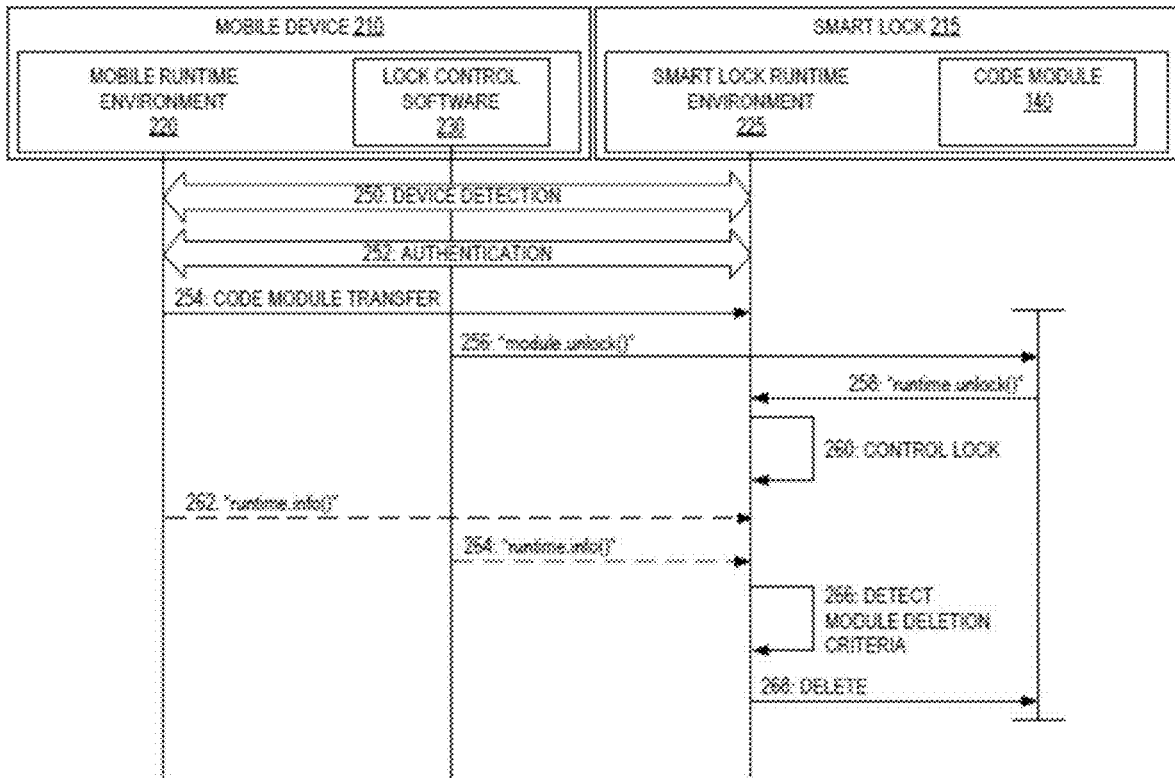 MOBILE DEVICE 210
SMART LOCK 215
MOBILE RUNTIME
ENVIRONMENT
220
LOCK CONTROL
SOFTWARE
230
SMART LOCK RUNTIME
ENVIRONMENT
225
CODE MODULE
140
250: DEVICE DETECTION
252: AUTHENTICATION
254: CODE MODULE TRANSFER
256: "module.unlock()"
258: "runtime.unlock()"
260: CONTROL LOCK
262: "runtime.info()"
264: "runtime.info()"
266: DETECT
MODULE DELETION
CRITERIA
268: DELETE